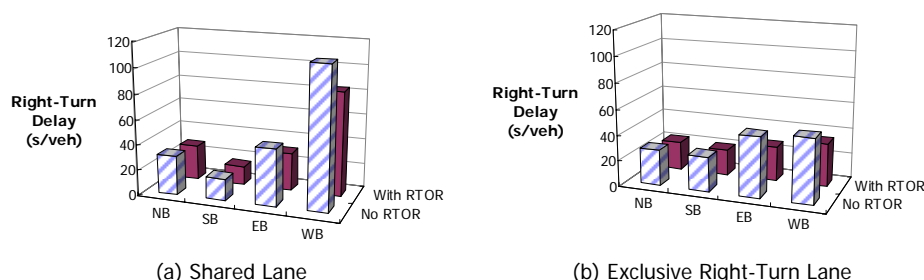 120
100
80
60
40
20
0
Right-Turn
Delay
(s/veh)
NB
SB
EB
WB
With RTOR
No RTOR
(a) Shared Lane
120
100
80
60
40
20
0
Right-Turn
Delay
(s/veh)
NB
SB
EB
WB
With RTOR
No RTOR
(b) Exclusive Right-Turn Lane